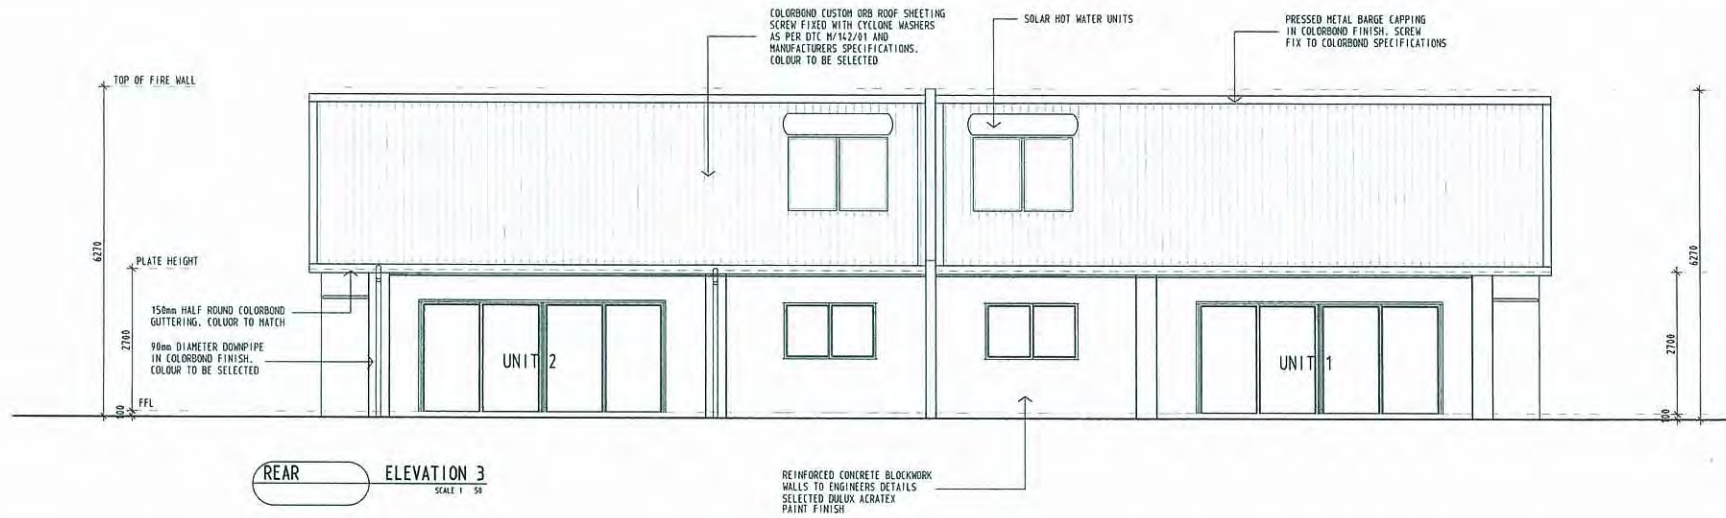 COLORBOND CUSTOM ORB ROOF SHEETING
SCREW FIXED WITH CYCLONE WASHERS
AS PER DTC M/142/01 AND
MANUFACTURERS SPECIFICATIONS.
COLOUR TO BE SELECTED
SOLAR HOT WATER UNITS
PRESSED METAL BARGE CAPPING
IN COLORBOND FINISH. SCREW
FIX TO COLORBOND SPECIFICATIONS
TOP OF FIRE WALL
6270
6270
PLATE HEIGHT
150mm HALF ROUND COLORBOND
GUTTERING. COLUOR TO MATCH
2700
2700
90mm DIAMETER DOWNPIPE
IN COLORBOND FINISH.
COLOUR TO BE SELECTED
UNIT 2
UNIT 1
FFL
100
100
REAR
ELEVATION 3
SCALE 1 50
REINFORCED CONCRETE BLOCKWORK
WALLS TO ENGINEERS DETAILS
SELECTED DULUX ACRATEX
PAINT FINISH